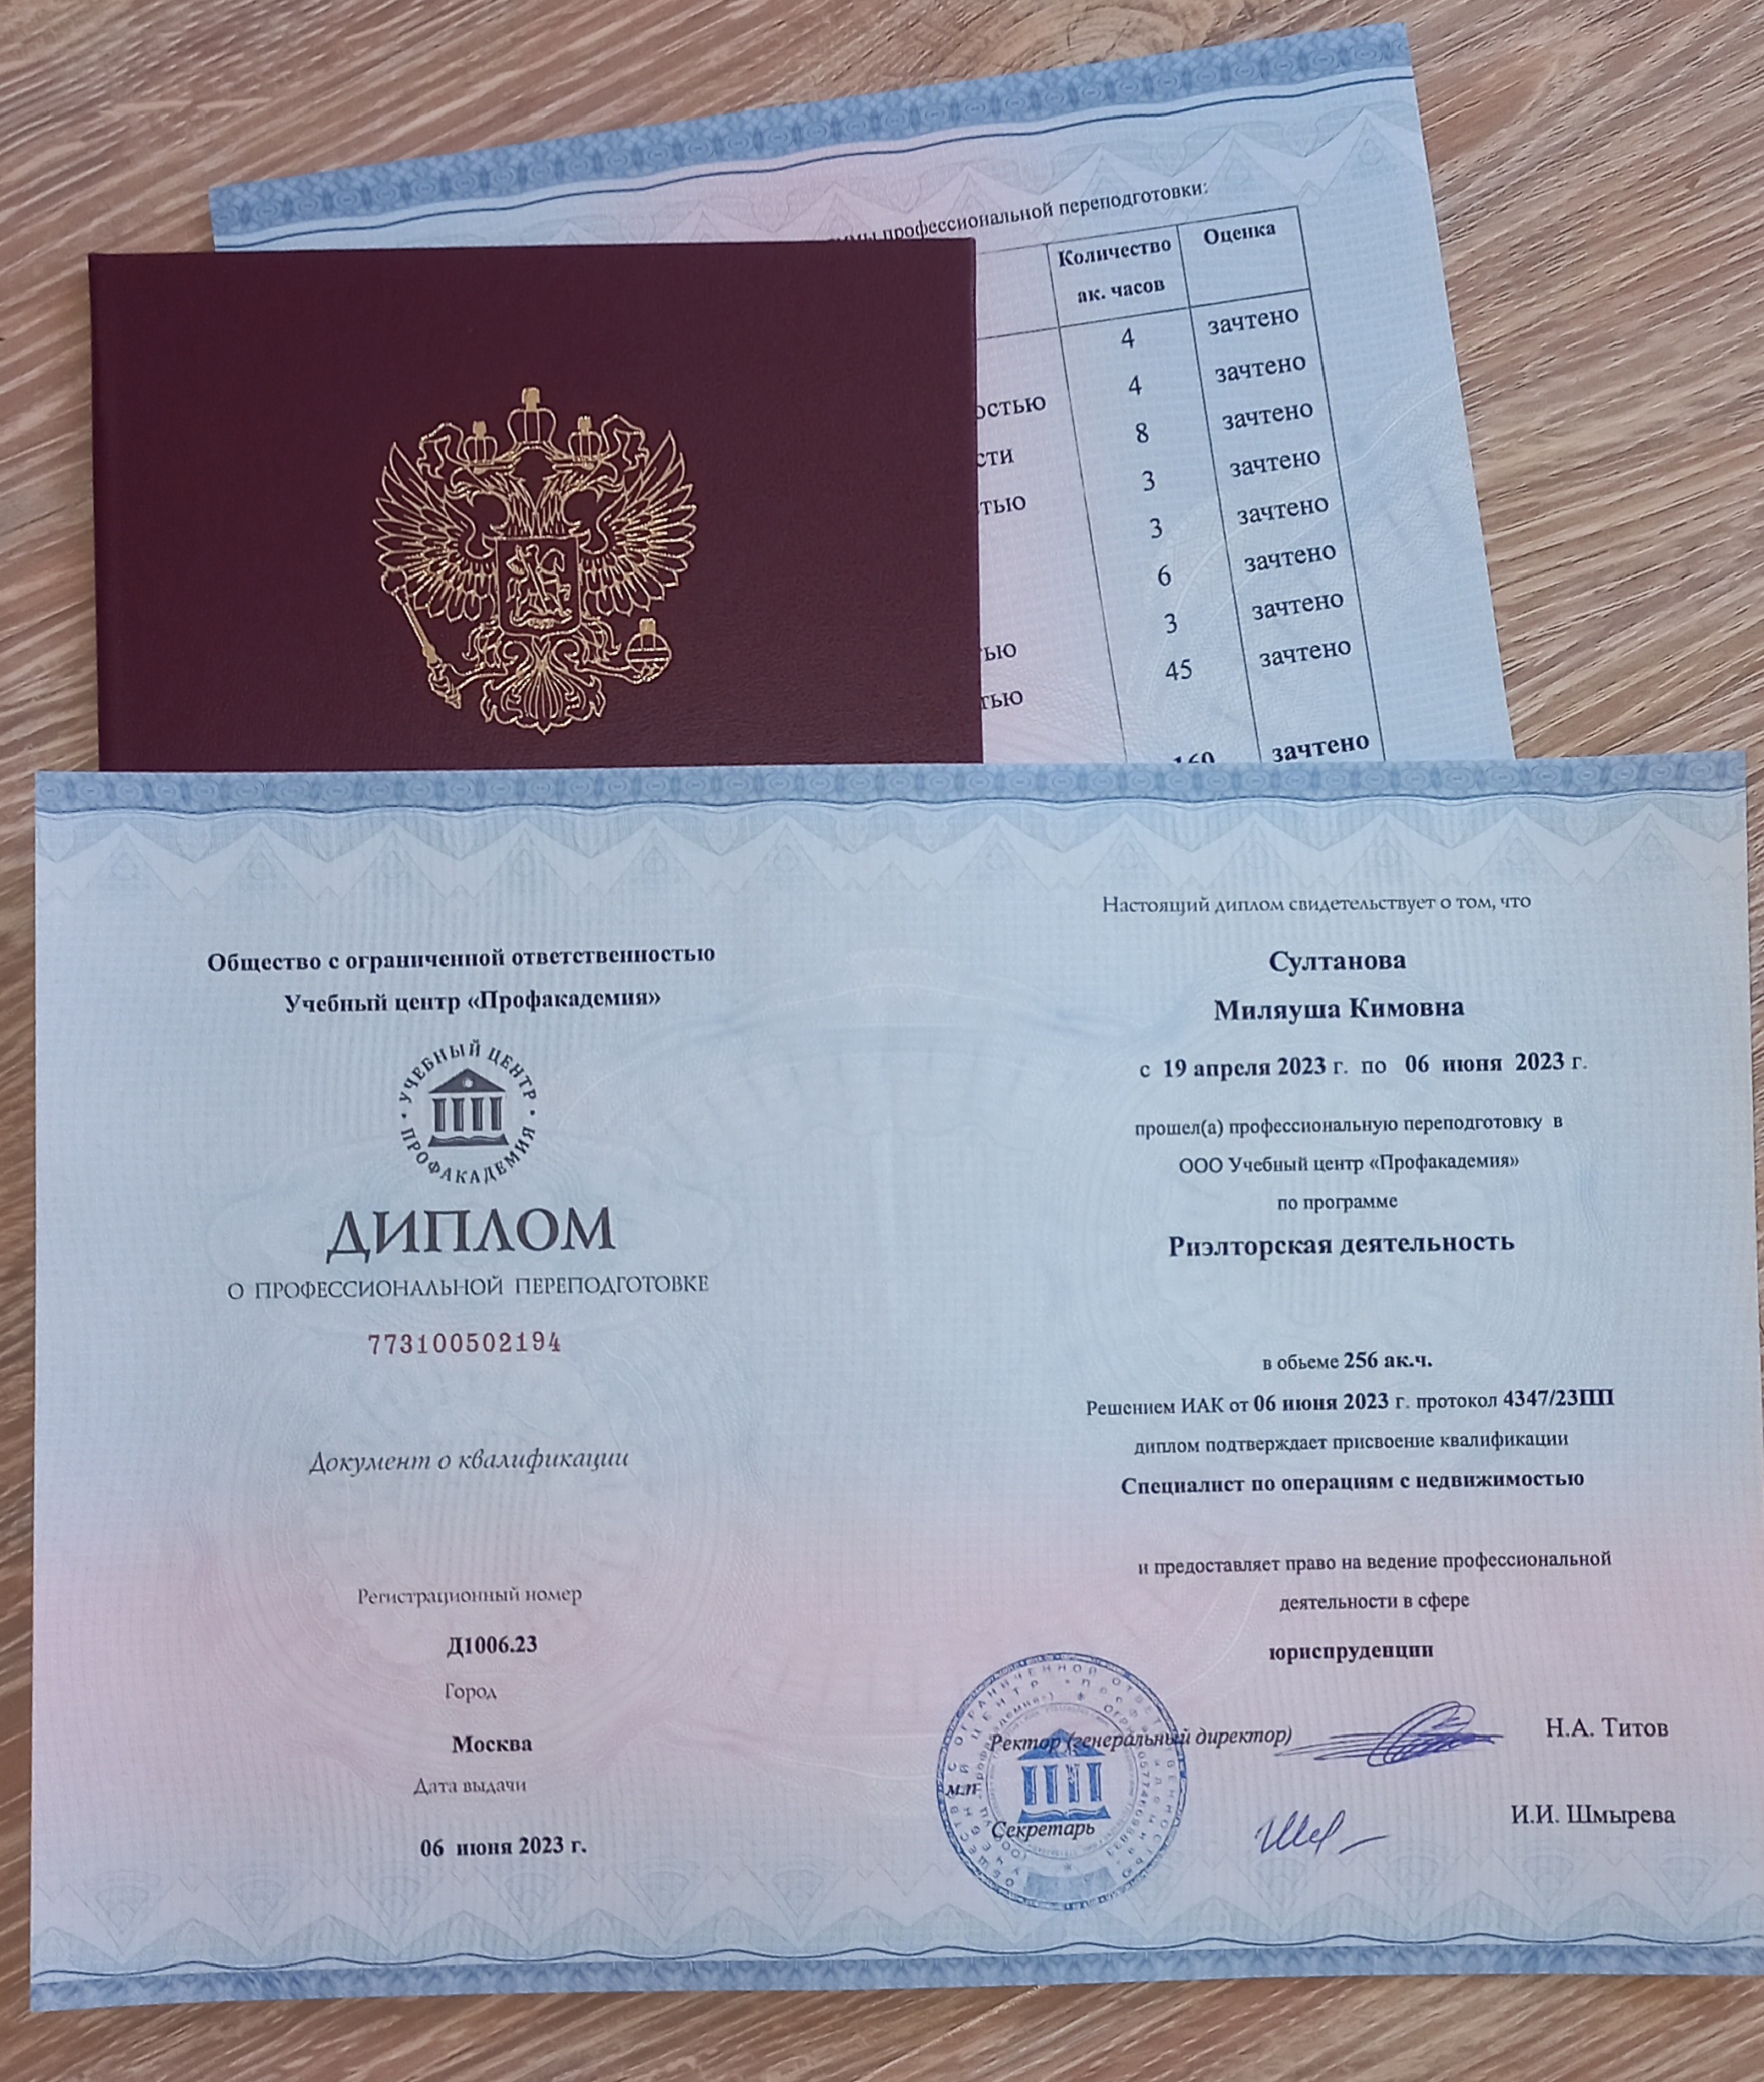 профессиональной переподготовки:
Количество
ак. часов
Оценка
4 зачтено
4 зачтено
8 зачтено
3 зачтено
3 зачтено
6 зачтено
3 зачтено
45 зачтено
160 зачтено
остью
сти
тью
ью
тью
Общество с ограниченной ответственностью
Учебный центр «Профакадемия»
УЧЕБНЫЙ ЦЕНТР
ПРОФАКАДЕМИЯ
ДИПЛОМ
О ПРОФЕССИОНАЛЬНОЙ ПЕРЕПОДГОТОВКЕ
773100502194
Документ о квалификации
Регистрационный номер
Д1006.23
Город
Москва
Дата выдачи
06 июня 2023 г.
Настоящий диплом свидетельствует о том, что
Султанова
Миляуша Кимовна
с 19 апреля 2023 г. по 06 июня 2023 г.
прошел(а) профессиональную переподготовку в
ООО Учебный центр «Профакадемия»
по программе
Риэлторская деятельность
в обьеме 256 ак.ч.
Решением ИАК от 06 июня 2023 г. протокол 4347/23ПП
диплом подтверждает присвоение квалификации
Специалист по операциям с недвижимостью
и предоставляет право на ведение профессиональной
деятельности в сфере
юриспруденции
Ректор (генеральный директор) Н.А. Титов
М.П.
Секретарь И.И. Шмырева